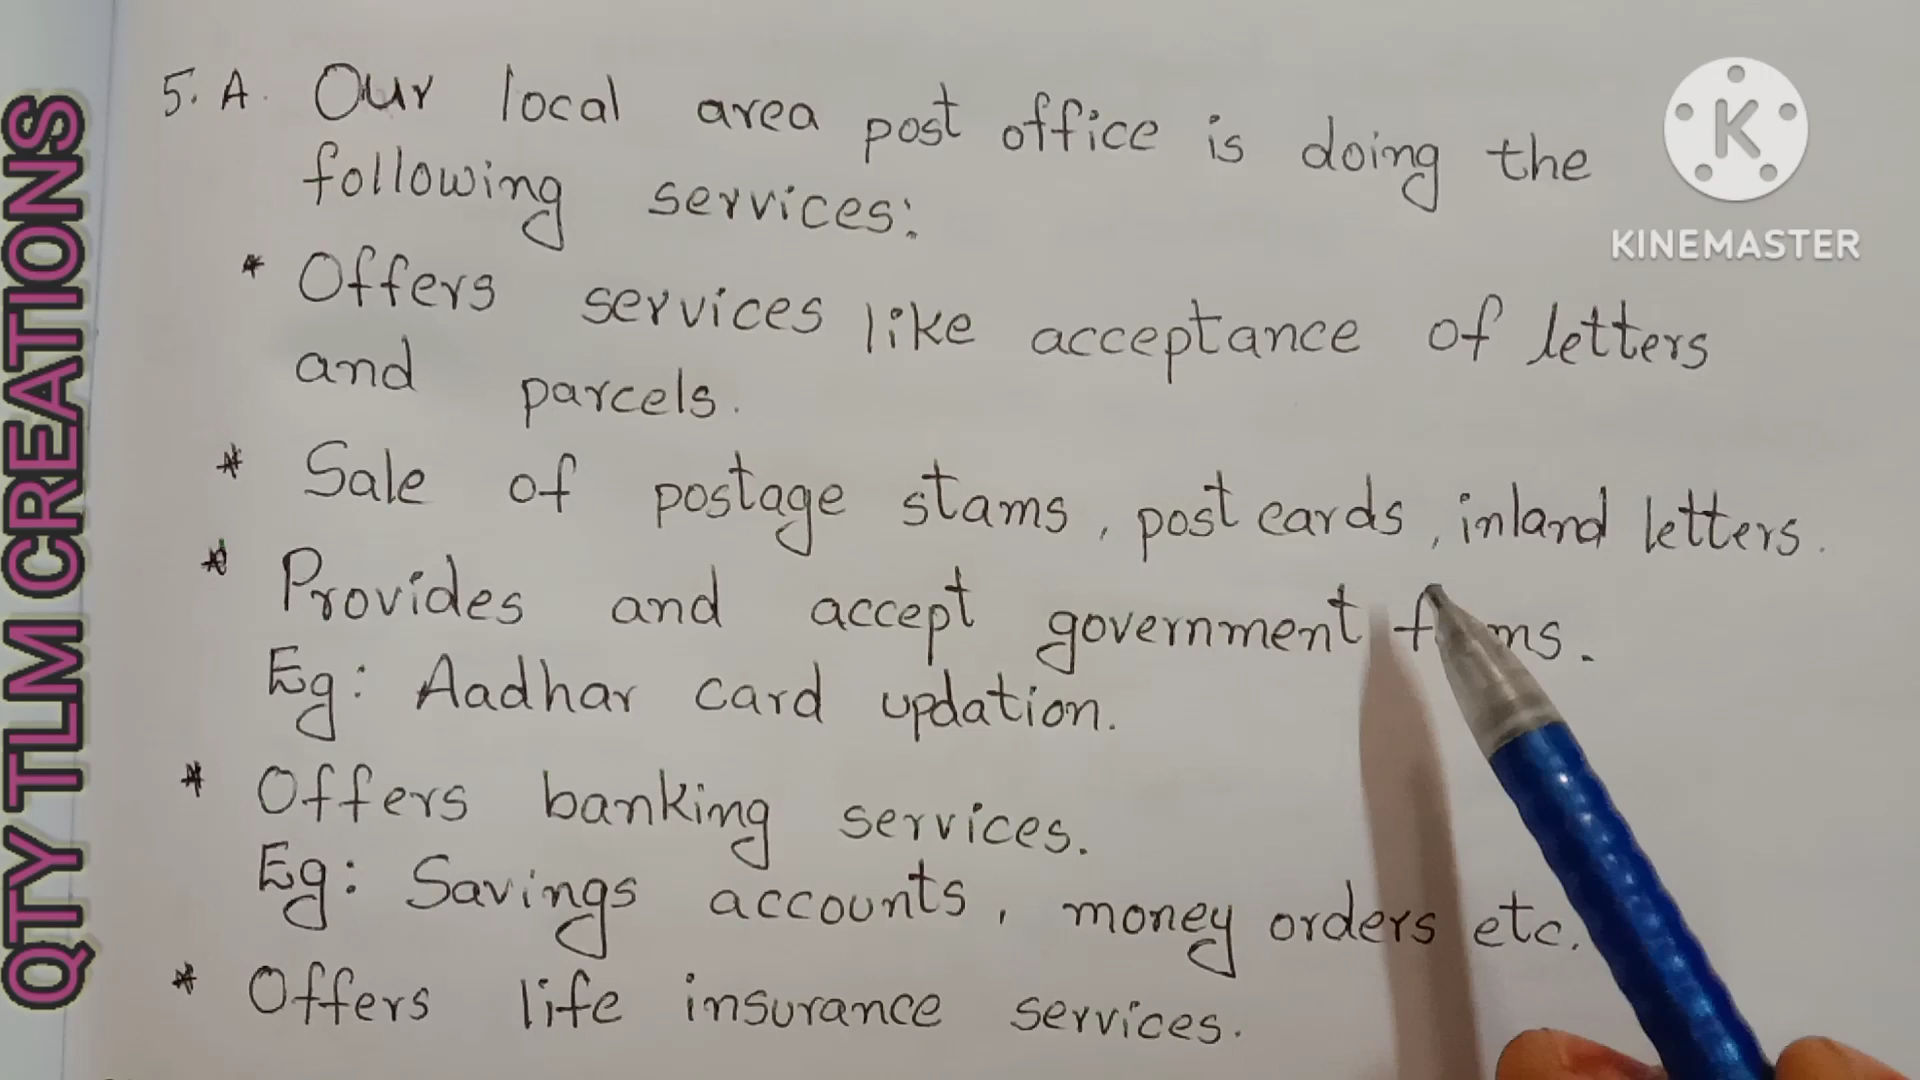 QTY TLM CREATIONS
KINEMASTER
5. A. Our local area post office is doing the
following services:
* Offers services like acceptance of letters
and parcels.
* Sale of postage stams, post cards, inland letters.
* Provides and accept government
Eg: Aadhar card updation.
* Offers banking services.
Eg: Savings accounts, money orders etc.
* Offers life insurance services.